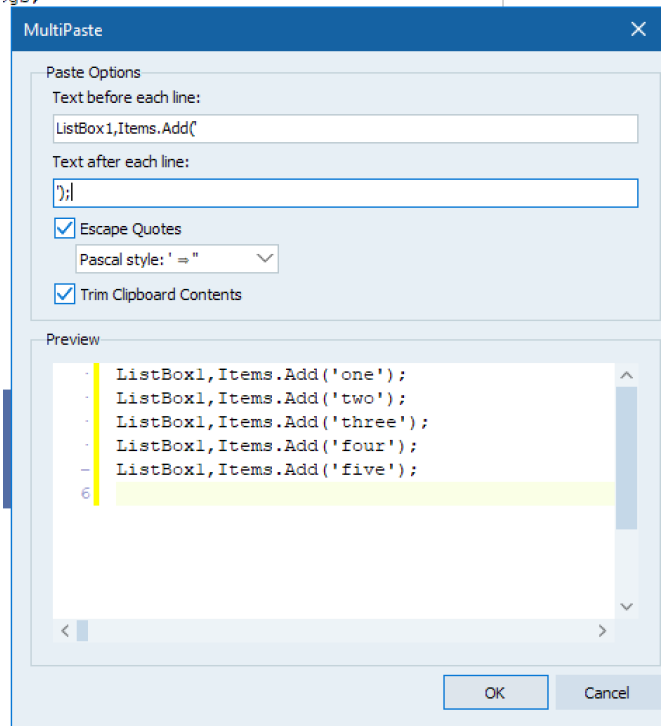 MultiPaste
Paste Options
Text before each line:
ListBox1,Items.Add('
Text after each line:
');
Escape Quotes
Pascal style: ' ⇒ ''
Trim Clipboard Contents
Preview
ListBox1,Items.Add('one');
ListBox1,Items.Add('two');
ListBox1,Items.Add('three');
ListBox1,Items.Add('four');
ListBox1,Items.Add('five');
6
OK
Cancel